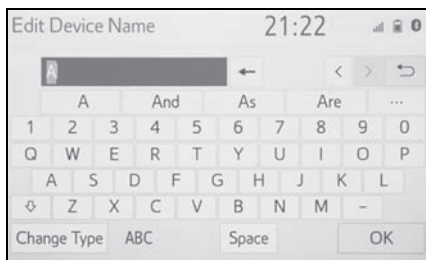 Edit Device Name 21:22
A
A And As Are ...
1 2 3 4 5 6 7 8 9 0
Q W E R T Y U I O P
A S D F G H J K L
Z X C V B N M -
Change Type ABC Space OK